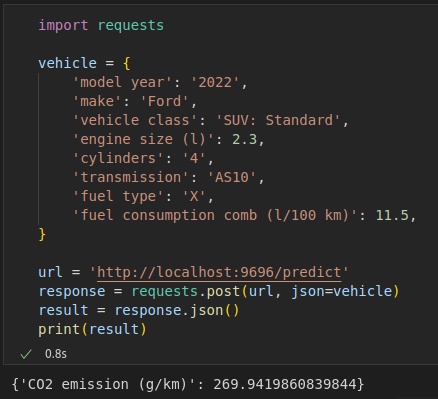 import requests
vehicle = {
'model year': '2022',
'make': 'Ford',
'vehicle class': 'SUV: Standard',
'engine size (l)': 2.3,
'cylinders': '4',
'transmission': 'AS10',
'fuel type': 'X',
'fuel consumption comb (l/100 km)': 11.5,
}
url = 'http://localhost:9696/predict'
response = requests.post(url, json=vehicle)
result = response.json()
print(result)
0.8s
{'CO2 emission (g/km)': 269.9419860839844}